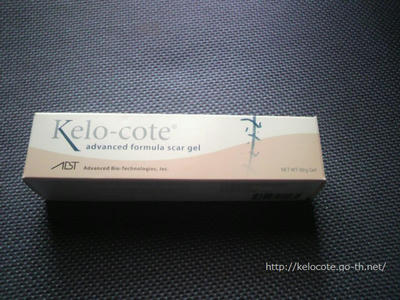 Kelo-cote®
advanced formula scar gel
ABT Advanced Bio-Technologies, Inc.
http://kelocote.go-th.net/